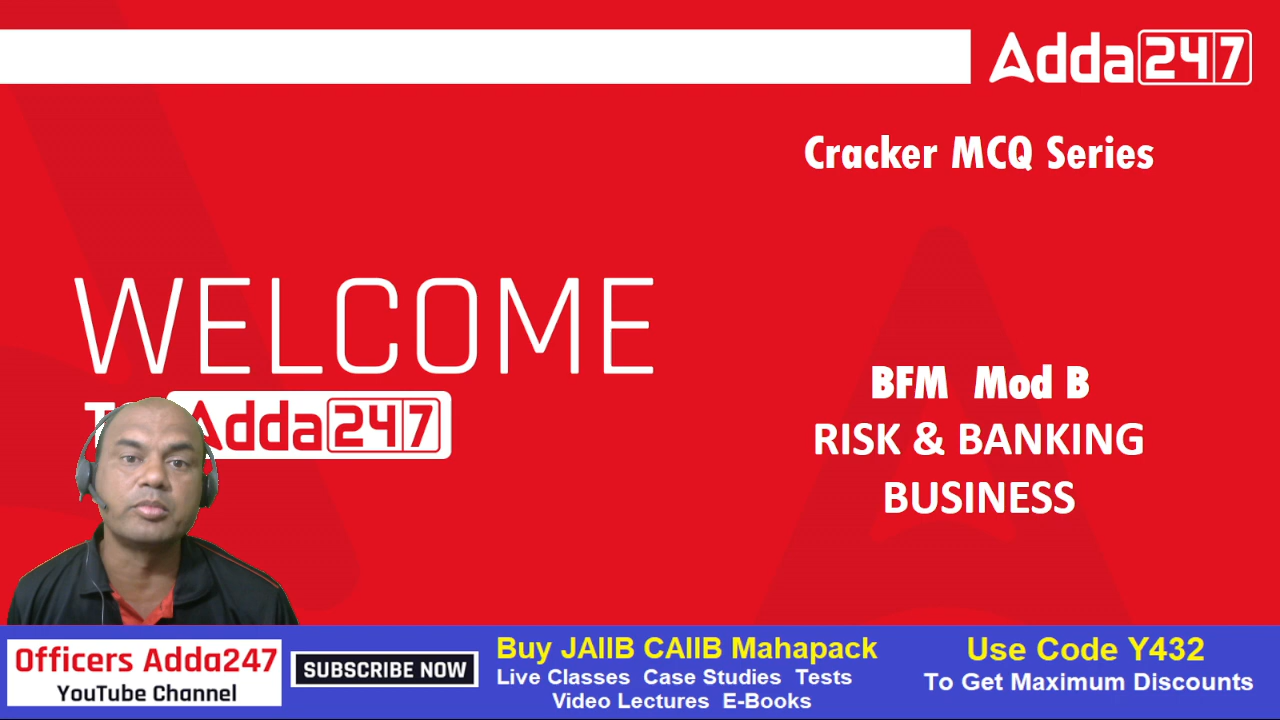 Adda247
Cracker MCQ Series
WELCOME
Adda247
BFM Mod B
RISK & BANKING
BUSINESS
Officers Adda247
YouTube Channel
SUBSCRIBE NOW
Buy JAIIB CAIIB Mahapack
Live Classes Case Studies Tests
Video Lectures E-Books
Use Code Y432
To Get Maximum Discounts